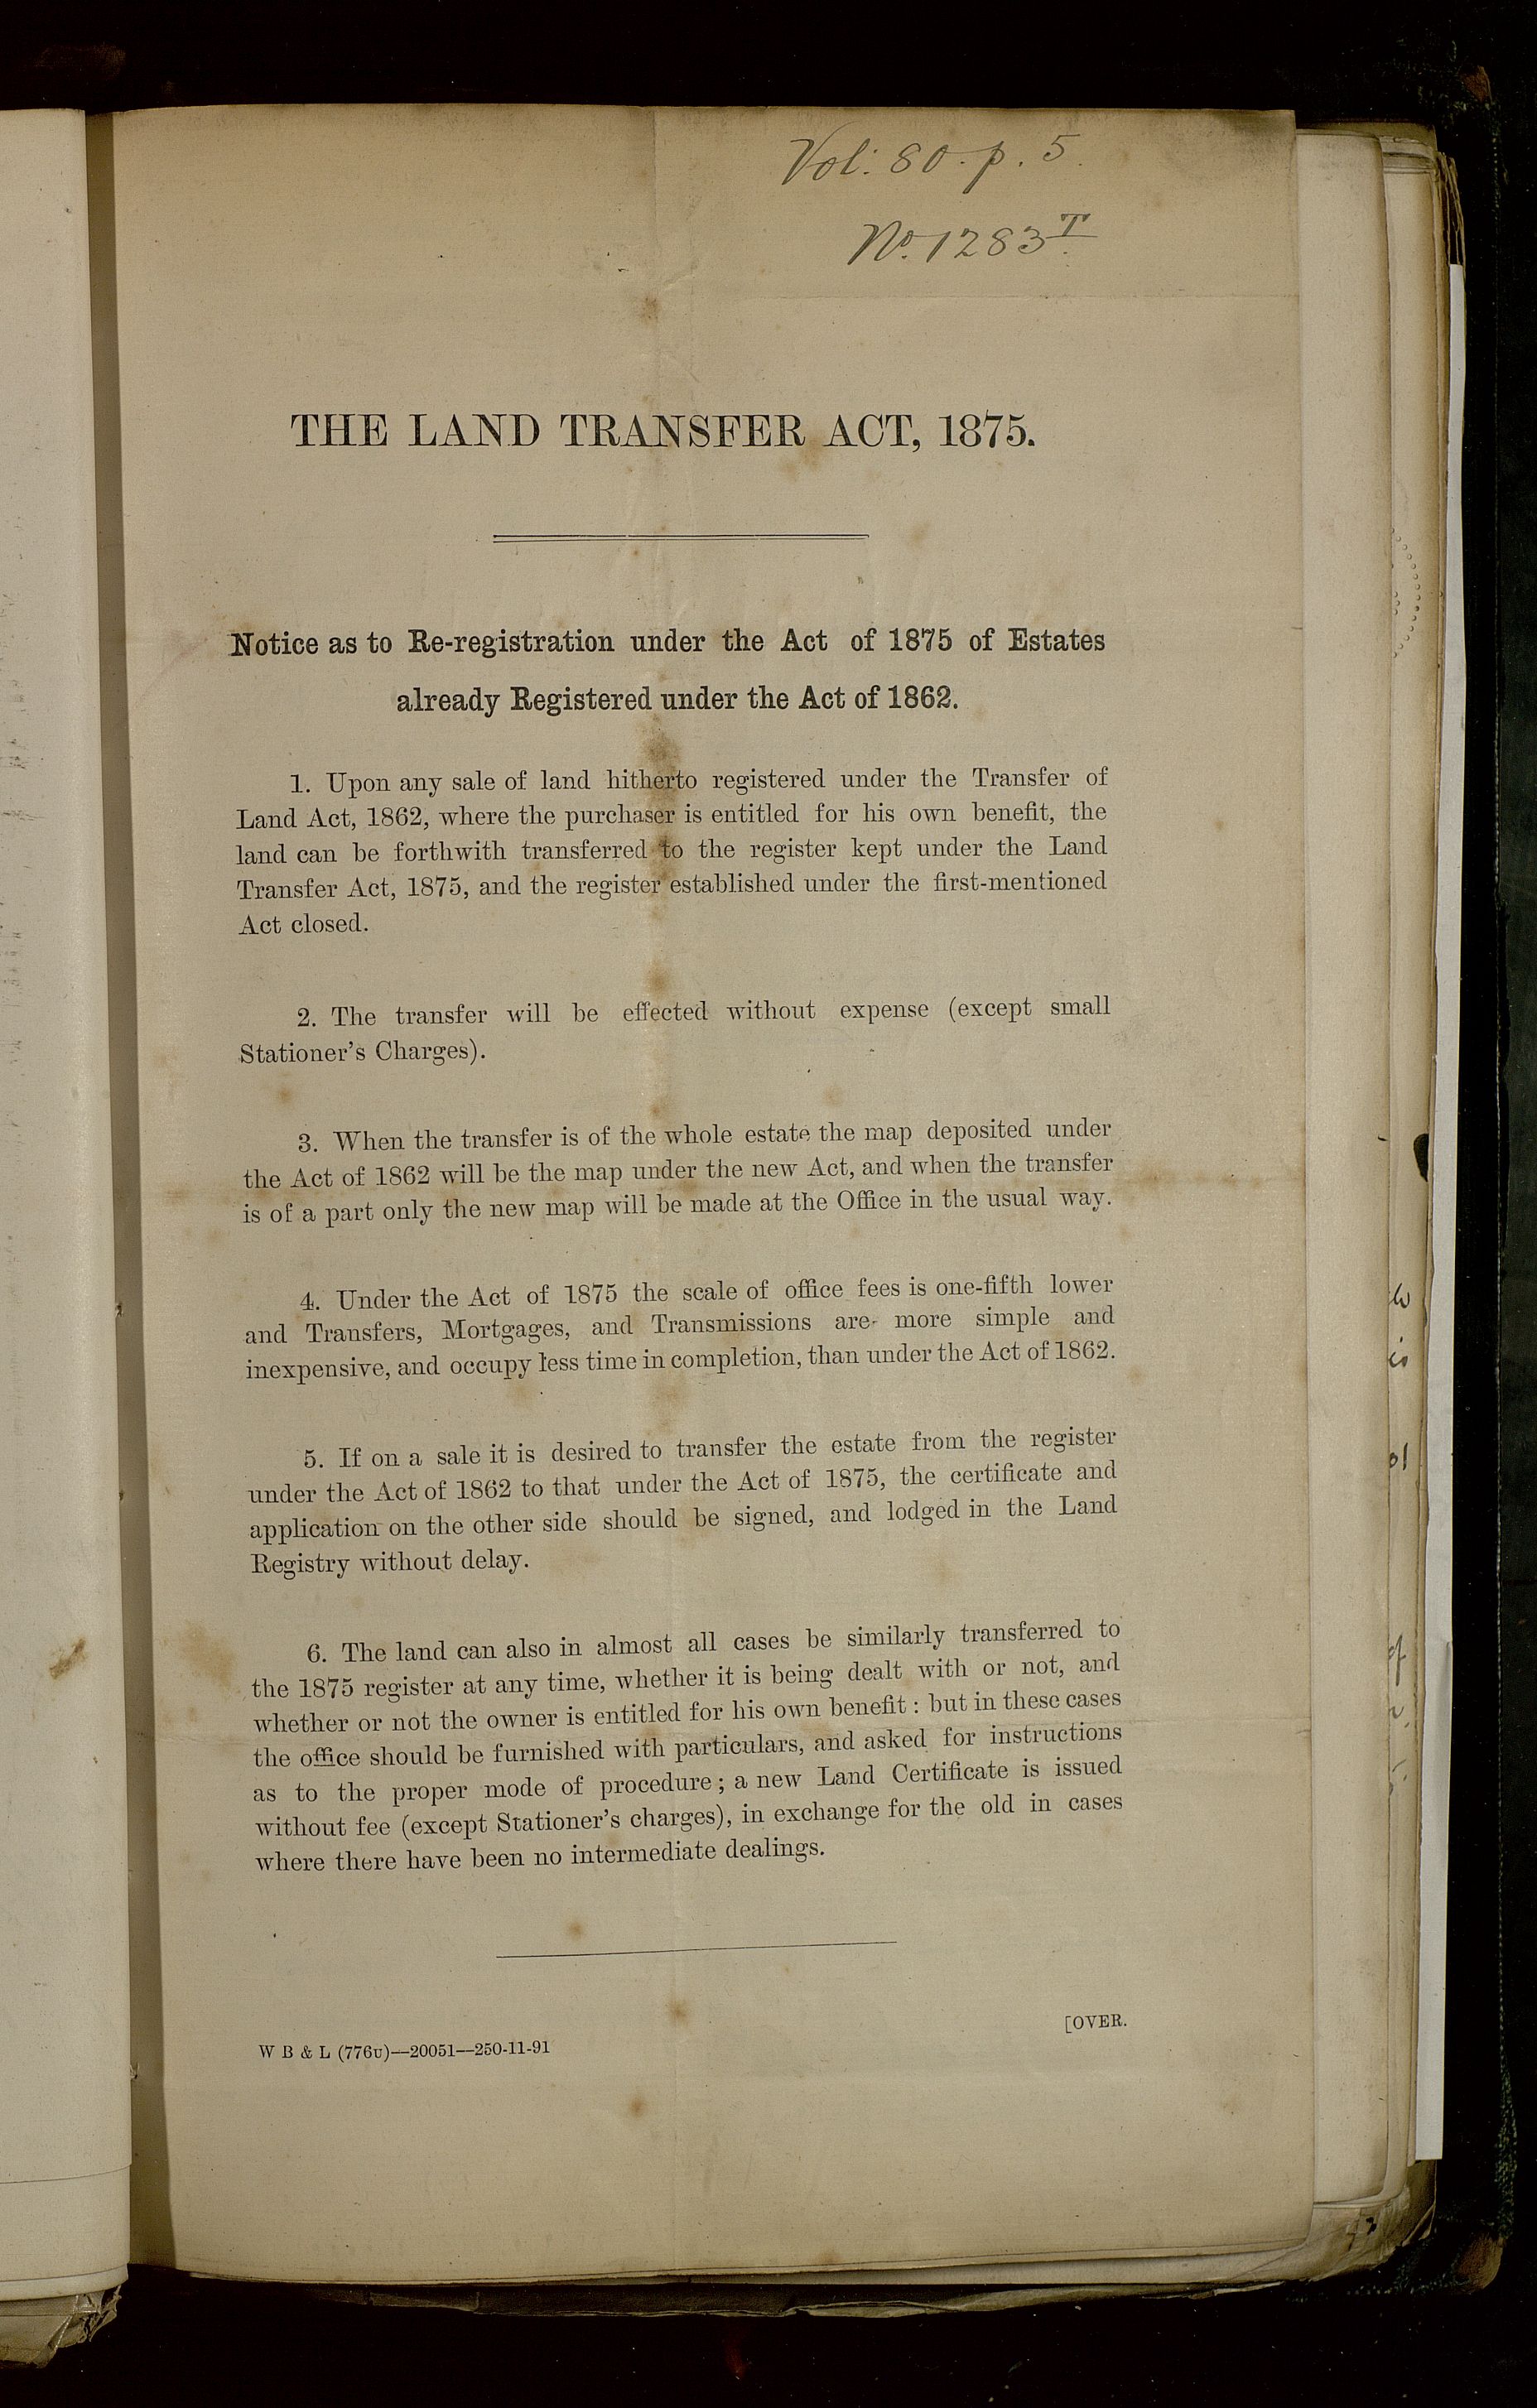 Vol: 80. p. 5.
No. 1283 T
THE LAND TRANSFER ACT, 1875.
Notice as to Re-registration under the Act of 1875 of Estates
already Registered under the Act of 1862.
1. Upon any sale of land hitherto registered under the Transfer of
Land Act, 1862, where the purchaser is entitled for his own benefit, the
land can be forthwith transferred to the register kept under the Land
Transfer Act, 1875, and the register established under the first-mentioned
Act closed.
2. The transfer will be effected without expense (except small
Stationer's Charges).
3. When the transfer is of the whole estate the map deposited under
the Act of 1862 will be the map under the new Act, and when the transfer
is of a part only the new map will be made at the Office in the usual way.
4. Under the Act of 1875 the scale of office fees is one-fifth lower
and Transfers, Mortgages, and Transmissions are more simple and
inexpensive, and occupy less time in completion, than under the Act of 1862.
5. If on a sale it is desired to transfer the estate from the register
under the Act of 1862 to that under the Act of 1875, the certificate and
application on the other side should be signed, and lodged in the Land
Registry without delay.
6. The land can also in almost all cases be similarly transferred to
the 1875 register at any time, whether it is being dealt with or not, and
whether or not the owner is entitled for his own benefit : but in these cases
the office should be furnished with particulars, and asked for instructions
as to the proper mode of procedure ; a new Land Certificate is issued
without fee (except Stationer's charges), in exchange for the old in cases
where there have been no intermediate dealings.
[OVER.
W B & L (776U)—20051—250-11-91